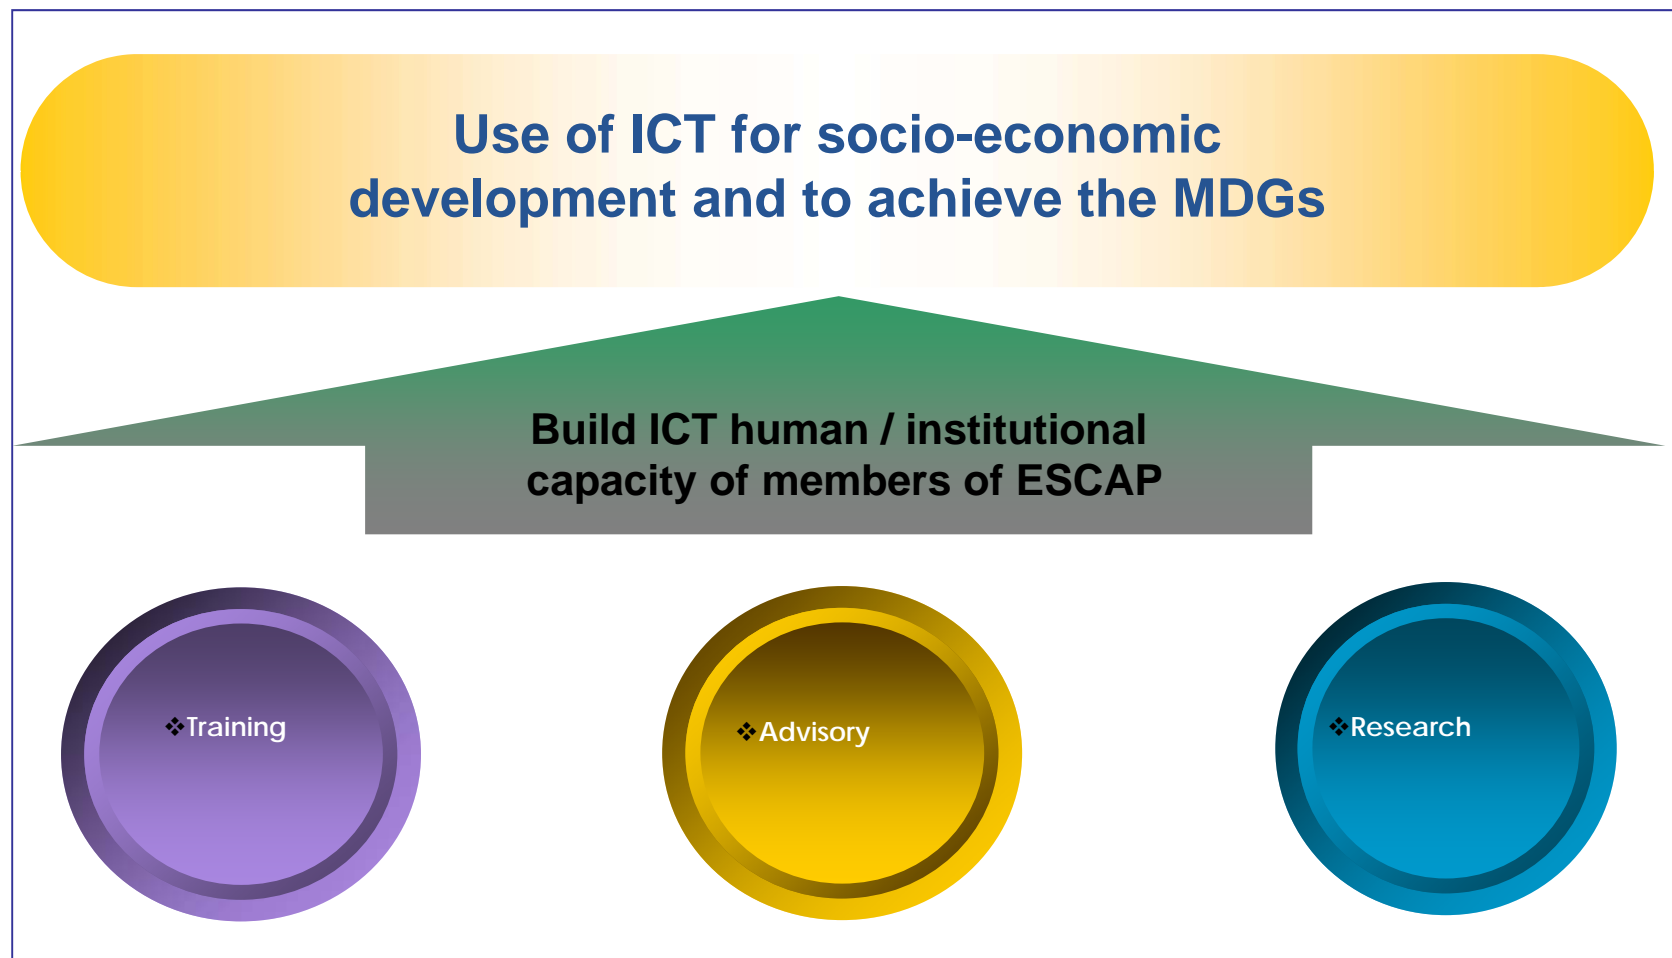 Use of ICT for socio-economic
development and to achieve the MDGs
Build ICT human / institutional
capacity of members of ESCAP
❖Training
❖Advisory
❖Research